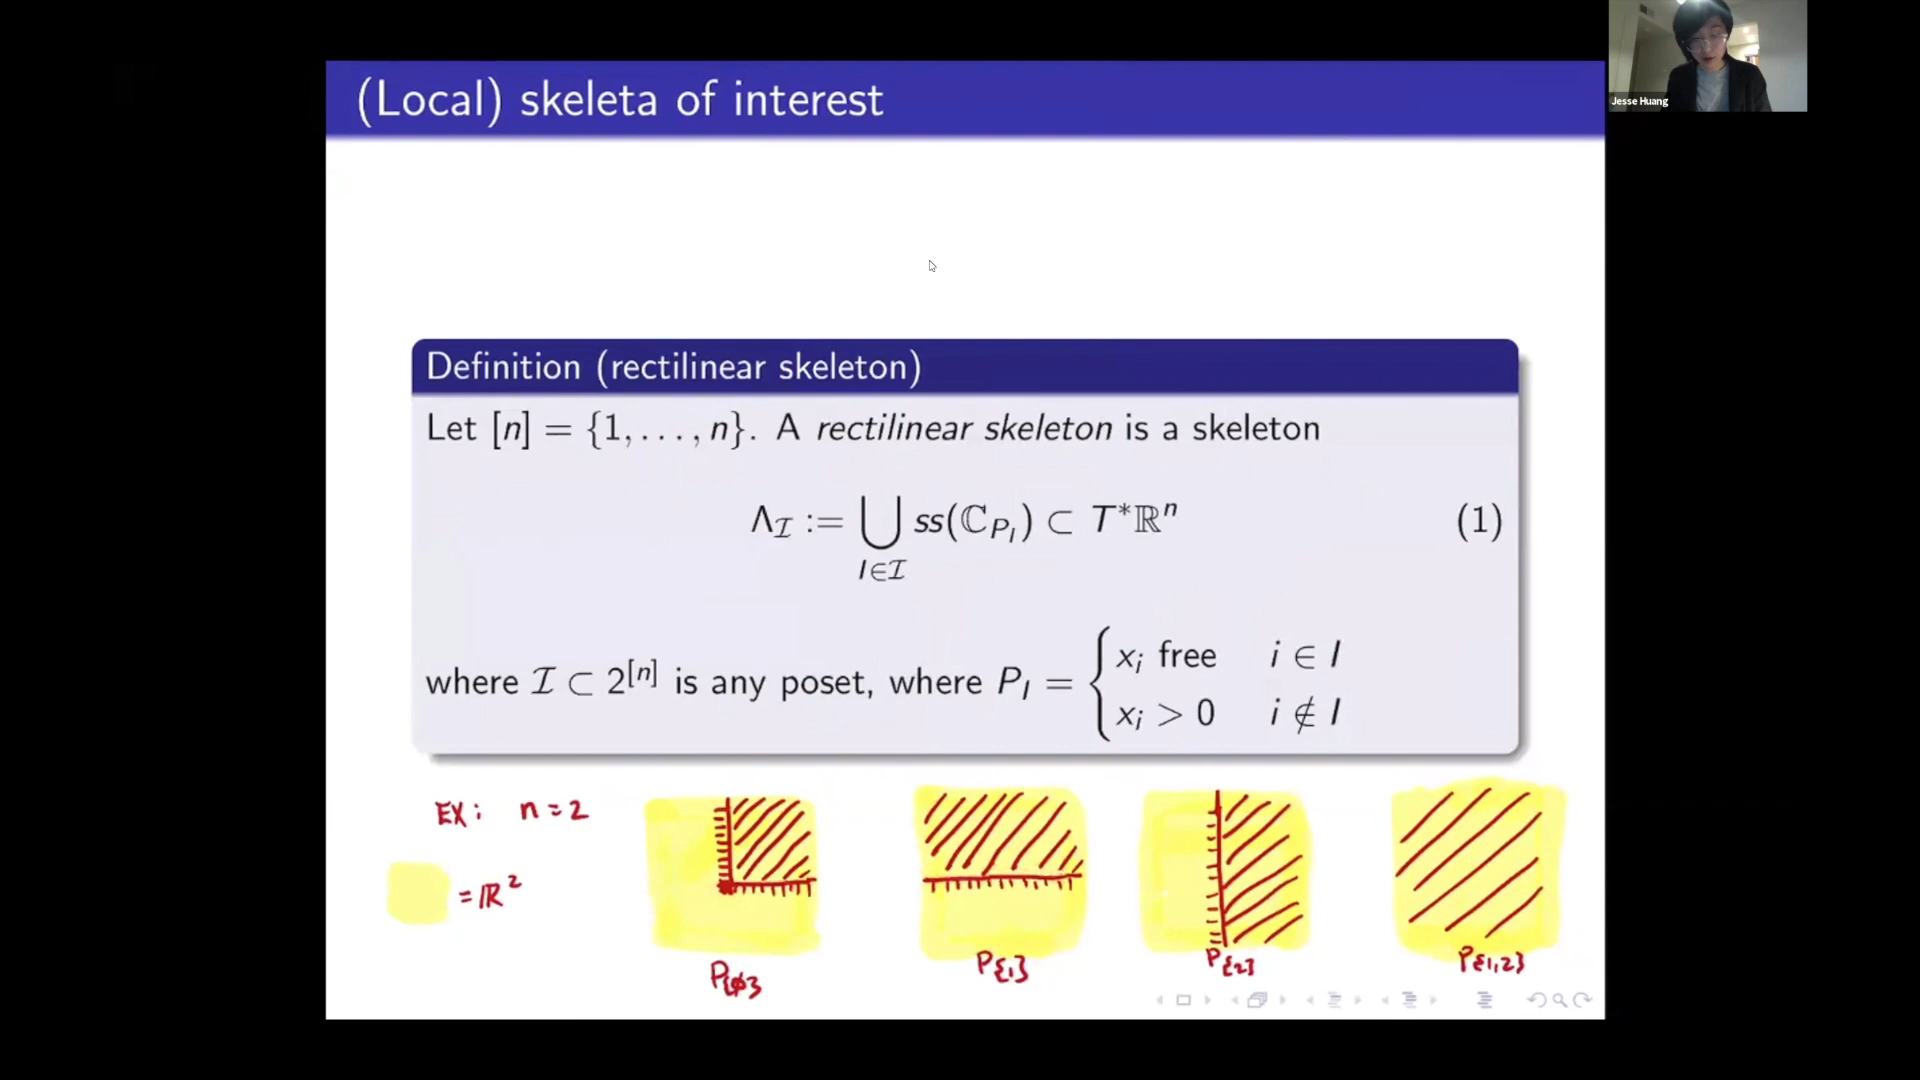 (Local) skeleta of interest
Jesse Huang
Definition (rectilinear skeleton)
Let [n] = {1, . . . , n}. A rectilinear skeleton is a skeleton
Λ_ℐ := ⋃_{I∈ℐ} ss(ℂ_{P_I}) ⊂ T*ℝⁿ (1)
where ℐ ⊂ 2^{[n]} is any poset, where P_I = { x_i free i ∈ I
x_i > 0 i ∉ I
EX: n = 2
= ℝ²
P_{{ϕ}}
P_{{1}}
P_{{2}}
P_{{1,2}}